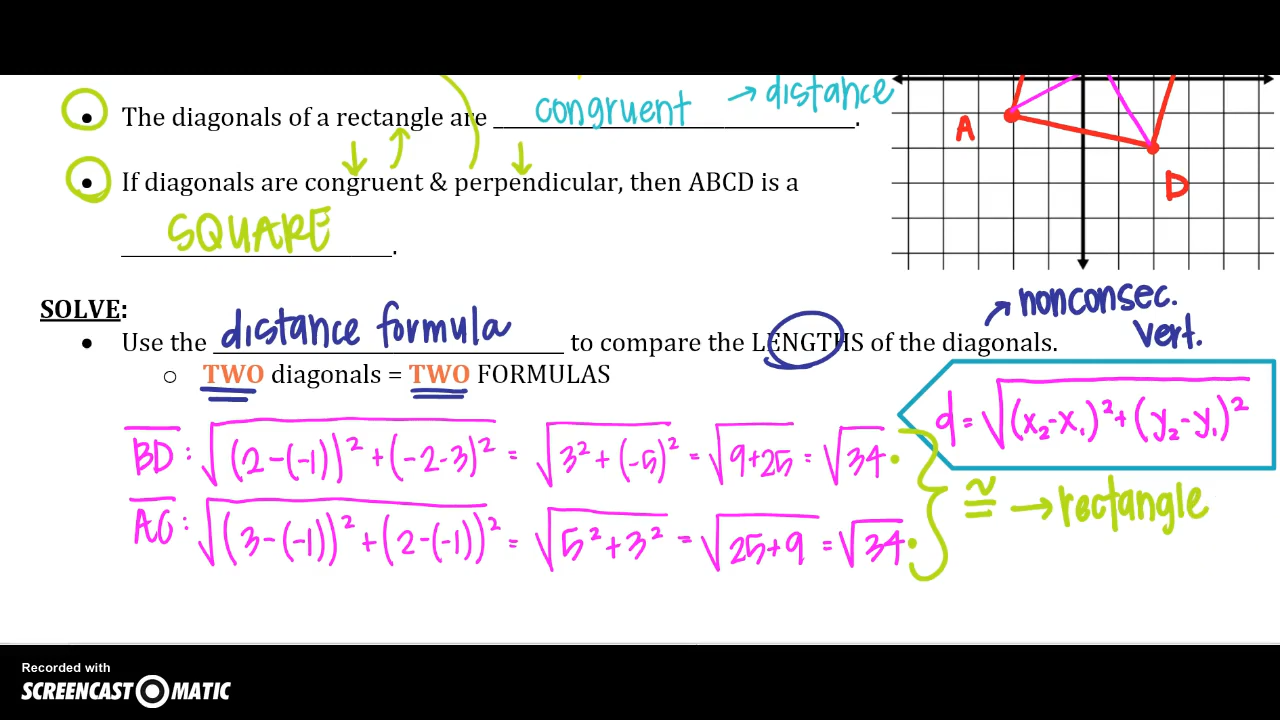 • The diagonals of a rectangle are congruent → distance.
A
• If diagonals are congruent & perpendicular, then ABCD is a
D
SQUARE.
SOLVE:
→ nonconsec.
vert.
• Use the distance formula to compare the LENGTHS of the diagonals.
○ TWO diagonals = TWO FORMULAS
d = √(x₂-x₁)² + (y₂-y₁)²
BD : √(2-(-1))² + (-2-3)² = √3² + (-5)² = √9+25 = √34
≅ → rectangle
AC : √(3-(-1))² + (2-(-1))² = √5² + 3² = √25+9 = √34
Recorded with
SCREENCAST O MATIC